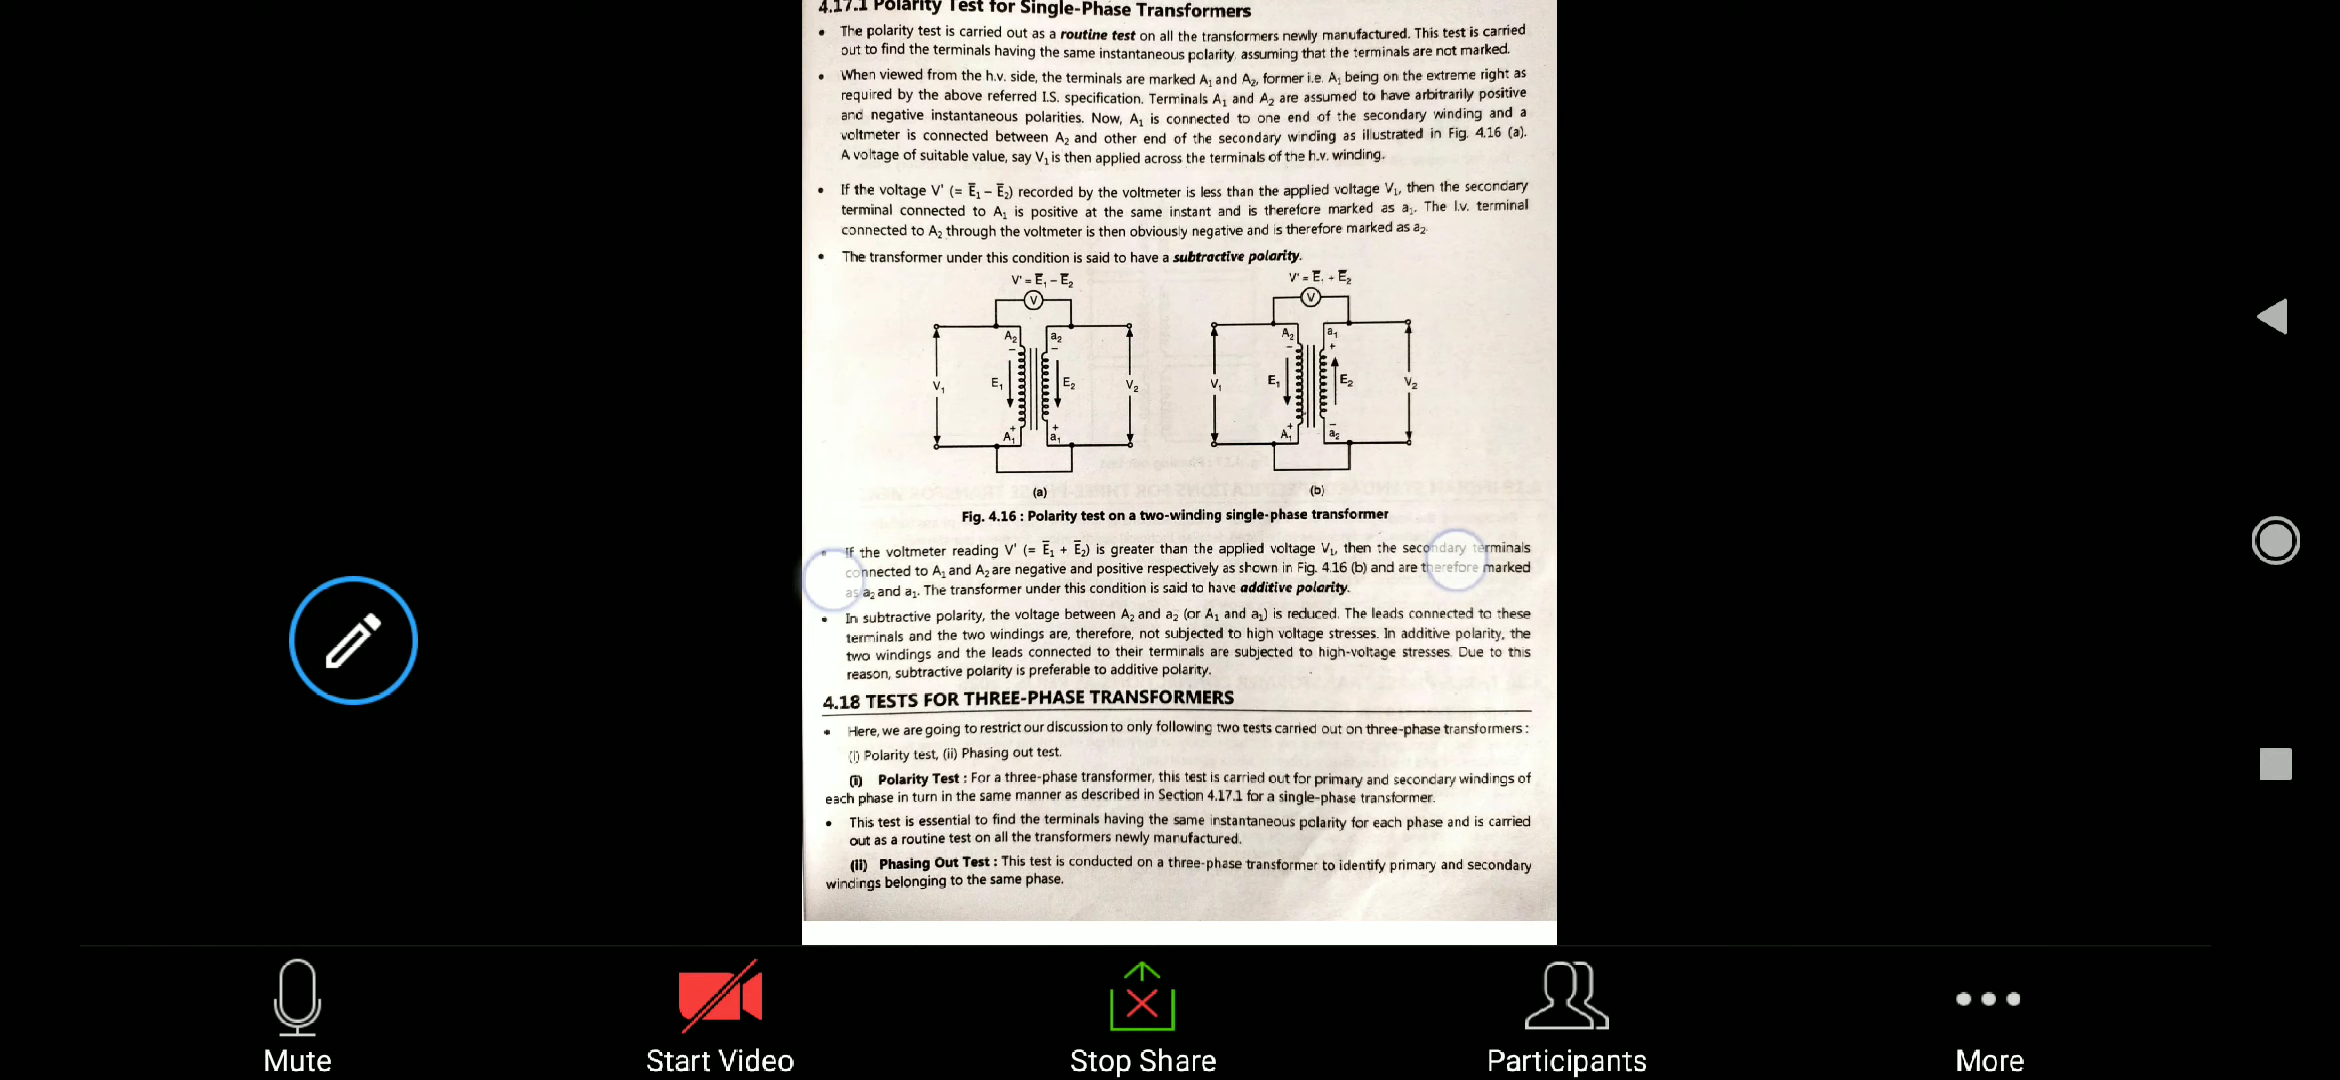 4.17.1 Polarity Test for Single-Phase Transformers
• The polarity test is carried out as a routine test on all the transformers newly manufactured. This test is carried
out to find the terminals having the same instantaneous polarity, assuming that the terminals are not marked.
• When viewed from the h.v. side, the terminals are marked A₁ and A₂, former i.e. A₁ being on the extreme right as
required by the above referred I.S. specification. Terminals A₁ and A₂ are assumed to have arbitrarily positive
and negative instantaneous polarities. Now, A₁ is connected to one end of the secondary winding and a
voltmeter is connected between A₂ and other end of the secondary winding as illustrated in Fig. 4.16 (a).
A voltage of suitable value, say V₁ is then applied across the terminals of the h.v. winding.
• If the voltage V' (= Ē₁ – Ē₂) recorded by the voltmeter is less than the applied voltage V₁, then the secondary
terminal connected to A₁ is positive at the same instant and is therefore marked as a₁. The l.v. terminal
connected to A₂ through the voltmeter is then obviously negative and is therefore marked as a₂
• The transformer under this condition is said to have a subtractive polarity.
V' = Ē₁ – Ē₂
V
A₂ a₂
– –
V₁ E₁ E₂ V₂
+ +
A₁ a₁
(a)
V' = Ē. + Ē₂
V
A₂ a₁
– +
V₁ E₁ E₂ V₂
+ –
A₁ a₂
(b)
Fig. 4.16 : Polarity test on a two-winding single-phase transformer
• If the voltmeter reading V' (= Ē₁ + Ē₂) is greater than the applied voltage V₁, then the secondary terminals
connected to A₁ and A₂ are negative and positive respectively as shown in Fig. 4.16 (b) and are therefore marked
as a₂ and a₁. The transformer under this condition is said to have additive polarity.
• In subtractive polarity, the voltage between A₂ and a₂ (or A₁ and a₁) is reduced. The leads connected to these
terminals and the two windings are, therefore, not subjected to high voltage stresses. In additive polarity, the
two windings and the leads connected to their terminals are subjected to high-voltage stresses. Due to this
reason, subtractive polarity is preferable to additive polarity.
4.18 TESTS FOR THREE-PHASE TRANSFORMERS
• Here, we are going to restrict our discussion to only following two tests carried out on three-phase transformers :
(i) Polarity test, (ii) Phasing out test.
(i) Polarity Test : For a three-phase transformer, this test is carried out for primary and secondary windings of
each phase in turn in the same manner as described in Section 4.17.1 for a single-phase transformer.
• This test is essential to find the terminals having the same instantaneous polarity for each phase and is carried
out as a routine test on all the transformers newly manufactured.
(ii) Phasing Out Test : This test is conducted on a three-phase transformer to identify primary and secondary
windings belonging to the same phase.
Mute
Start Video
Stop Share
Participants
More